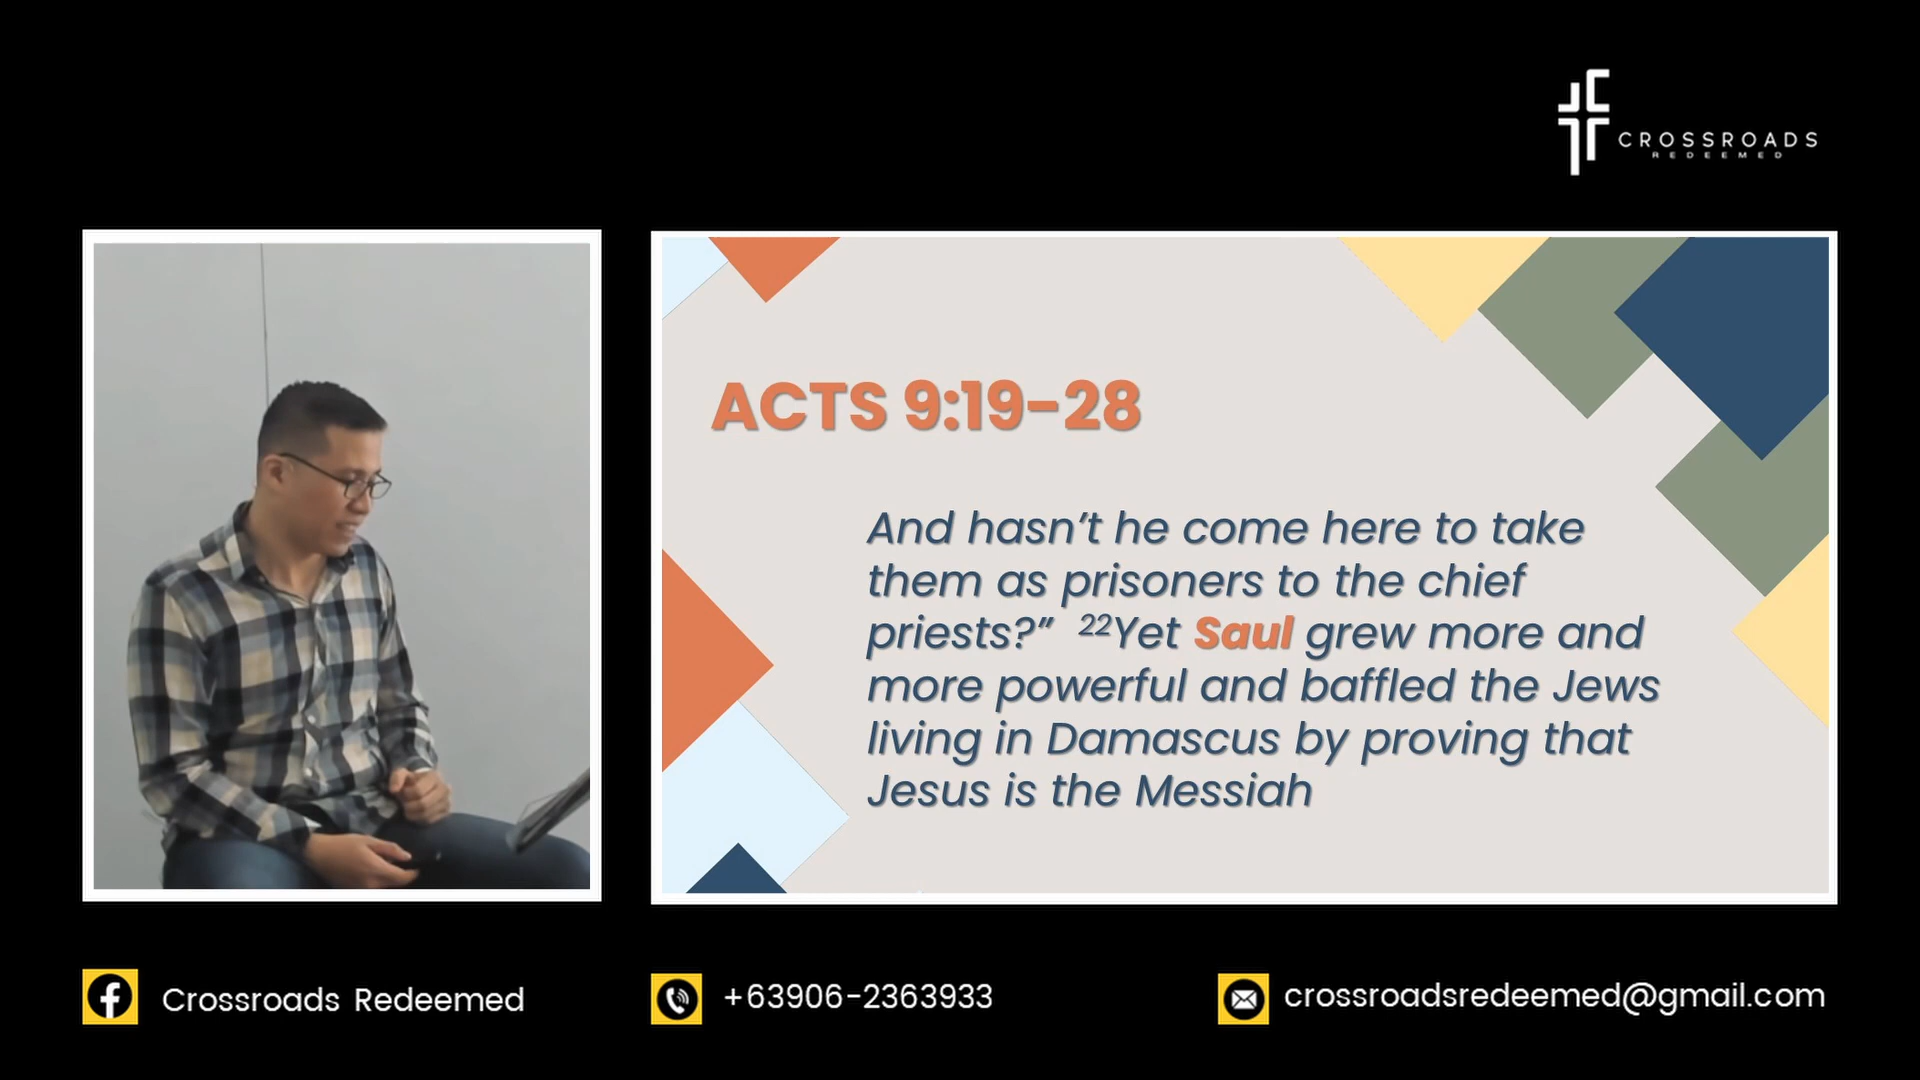 CROSSROADS
REDEEMED
ACTS 9:19-28
And hasn’t he come here to take
them as prisoners to the chief
priests?” ²²Yet Saul grew more and
more powerful and baffled the Jews
living in Damascus by proving that
Jesus is the Messiah
Crossroads Redeemed
+63906-2363933
crossroadsredeemed@gmail.com